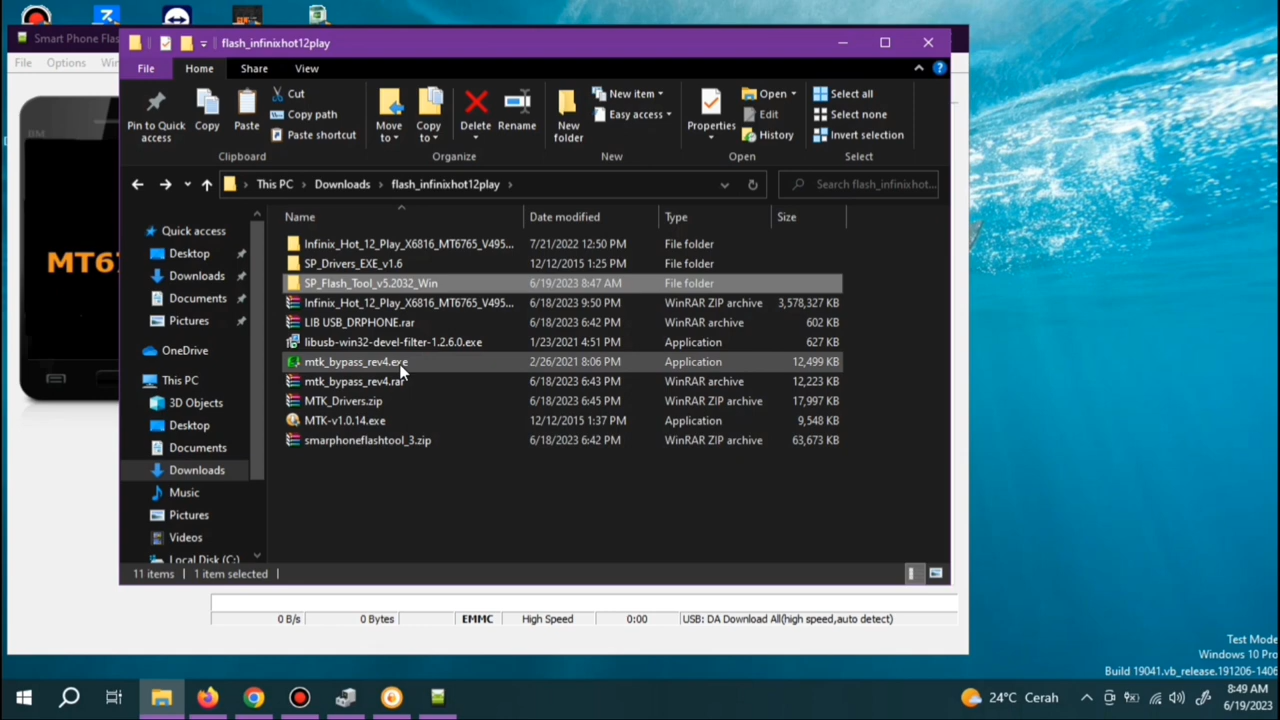 Smart Phone Flas
flash_infinixhot12play
File Options Win
File Home Share View
Pin to Quick access
Copy
Paste
Cut
Copy path
Paste shortcut
Clipboard
Move to
Copy to
Delete
Rename
Organize
New folder
New item
Easy access
New
Properties
Open
Edit
History
Open
Select all
Select none
Invert selection
Select
This PC > Downloads > flash_infinixhot12play >
Search flash_infinixhot...
Name Date modified Type Size
Quick access
Desktop
Downloads
Documents
Pictures
OneDrive
This PC
3D Objects
Desktop
Documents
Downloads
Music
Pictures
Videos
Local Disk (C:)
Infinix_Hot_12_Play_X6816_MT6765_V495... 7/21/2022 12:50 PM File folder
SP_Drivers_EXE_v1.6 12/12/2015 1:25 PM File folder
SP_Flash_Tool_v5.2032_Win 6/19/2023 8:47 AM File folder
Infinix_Hot_12_Play_X6816_MT6765_V495... 6/18/2023 9:50 PM WinRAR ZIP archive 3,578,327 KB
LIB USB_DRPHONE.rar 6/18/2023 6:42 PM WinRAR archive 602 KB
libusb-win32-devel-filter-1.2.6.0.exe 1/23/2021 4:51 PM Application 627 KB
mtk_bypass_rev4.exe 2/26/2021 8:06 PM Application 12,499 KB
mtk_bypass_rev4.rar 6/18/2023 6:43 PM WinRAR archive 12,223 KB
MTK_Drivers.zip 6/18/2023 6:45 PM WinRAR ZIP archive 17,997 KB
MTK-v1.0.14.exe 12/12/2015 1:37 PM Application 9,548 KB
smarphoneflashtool_3.zip 6/18/2023 6:42 PM WinRAR ZIP archive 63,673 KB
BM
MT67
11 items 1 item selected
0 B/s 0 Bytes EMMC High Speed 0:00 USB: DA Download All(high speed,auto detect)
Test Mode
Windows 10 Pro
Build 19041.vb_release.191206-1406
24°C Cerah
8:49 AM
6/19/2023